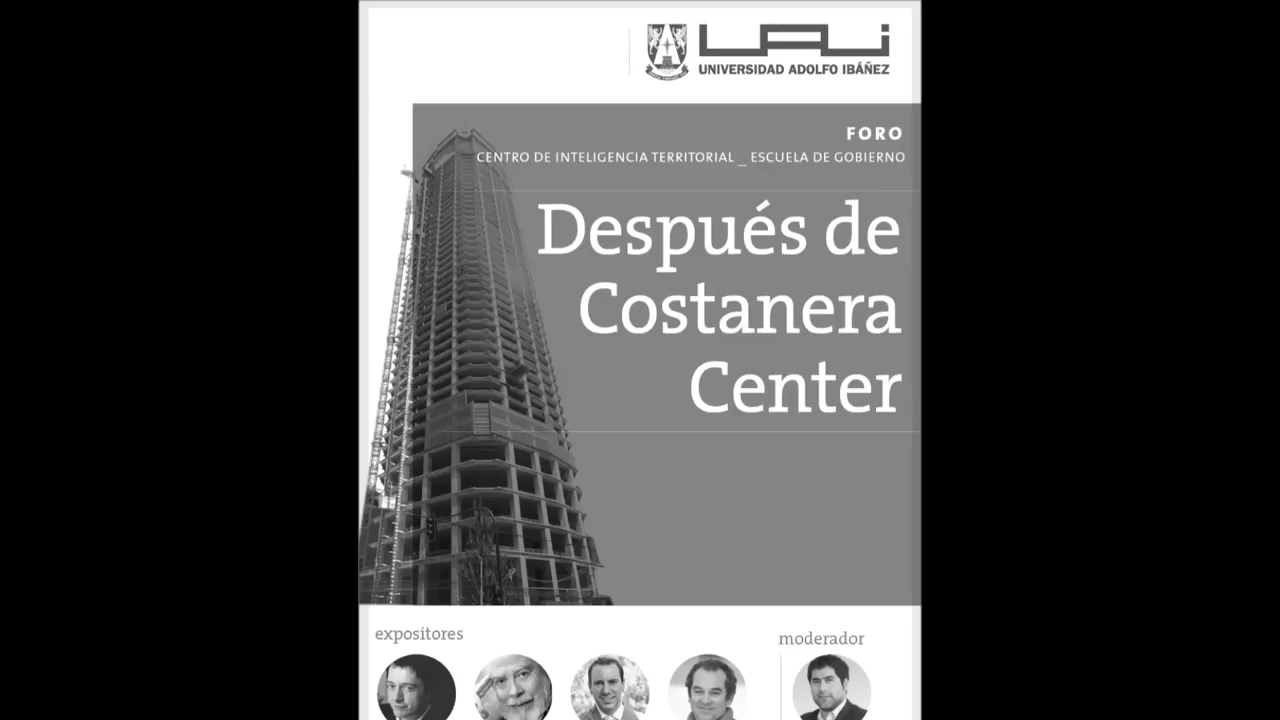 UAI
UNIVERSIDAD ADOLFO IBÁÑEZ
FORO
CENTRO DE INTELIGENCIA TERRITORIAL _ ESCUELA DE GOBIERNO
Después de
Costanera
Center
expositores
moderador